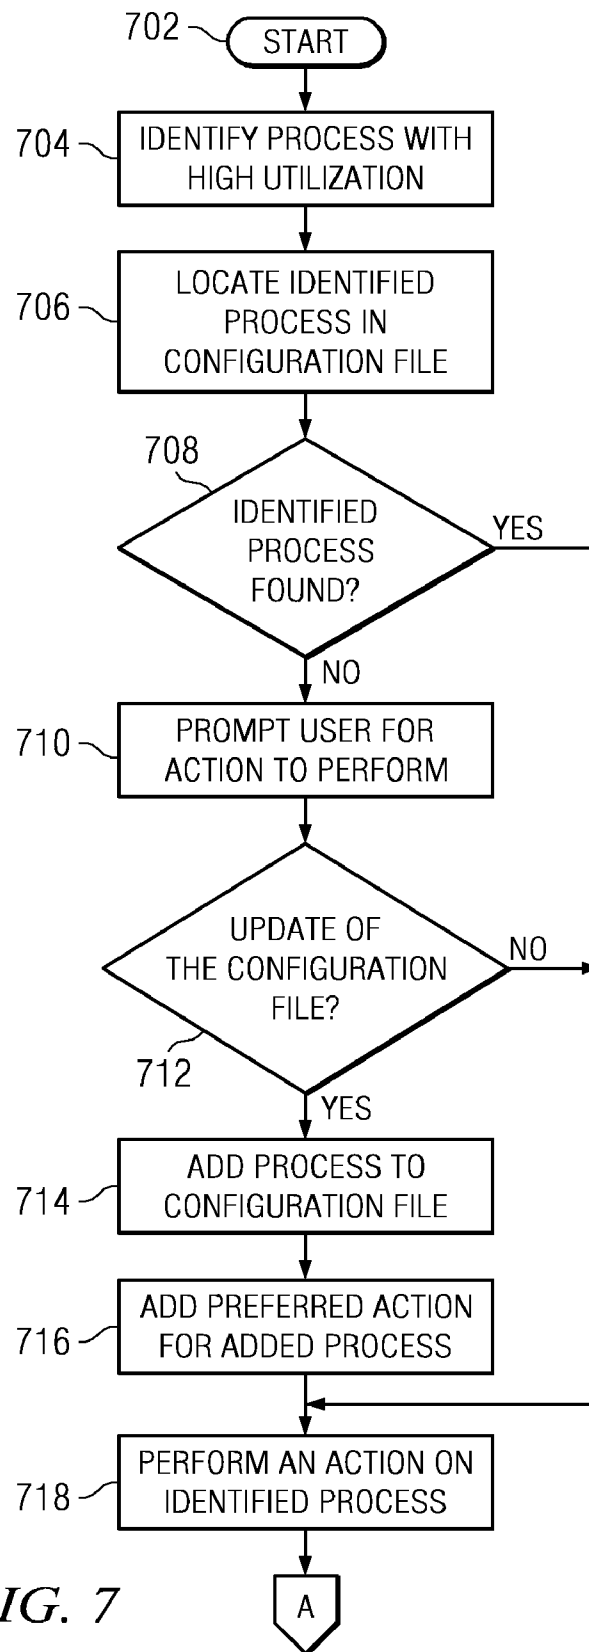 702
START
704
IDENTIFY PROCESS WITH
HIGH UTILIZATION
706
LOCATE IDENTIFIED
PROCESS IN
CONFIGURATION FILE
708
IDENTIFIED
PROCESS
FOUND?
YES
NO
710
PROMPT USER FOR
ACTION TO PERFORM
UPDATE OF
THE CONFIGURATION
FILE?
NO
712
YES
714
ADD PROCESS TO
CONFIGURATION FILE
716
ADD PREFERRED ACTION
FOR ADDED PROCESS
718
PERFORM AN ACTION ON
IDENTIFIED PROCESS
IG. 7
A